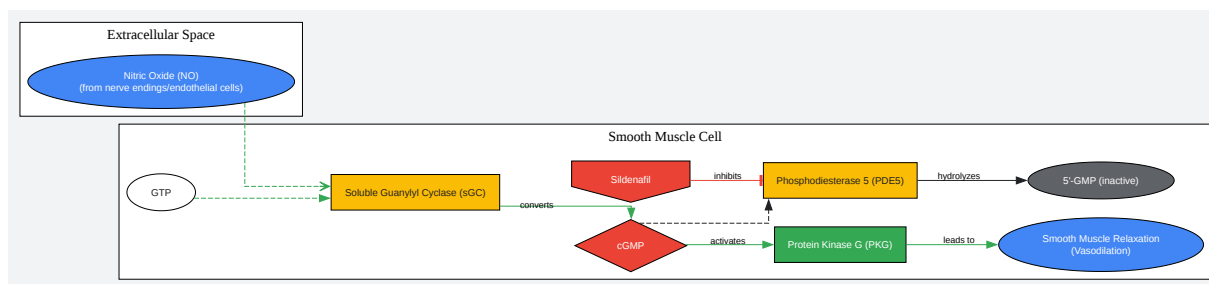 Extracellular Space
Nitric Oxide (NO)
(from nerve endings/endothelial cells)
Smooth Muscle Cell
GTP
Soluble Guanylyl Cyclase (sGC)
converts
Sildenafil
inhibits
Phosphodiesterase 5 (PDE5)
hydrolyzes
5'-GMP (inactive)
cGMP
activates
Protein Kinase G (PKG)
leads to
Smooth Muscle Relaxation
(Vasodilation)